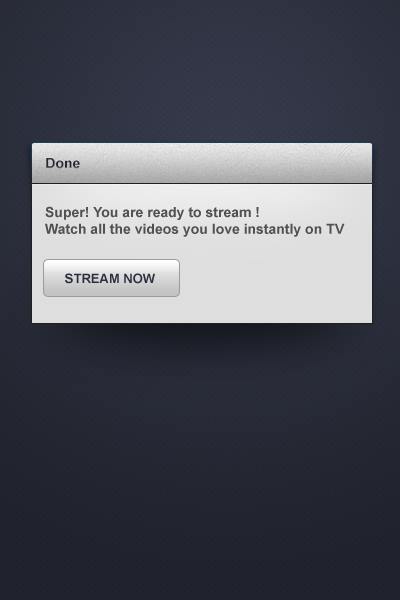 Done
Super! You are ready to stream !
Watch all the videos you love instantly on TV
STREAM NOW